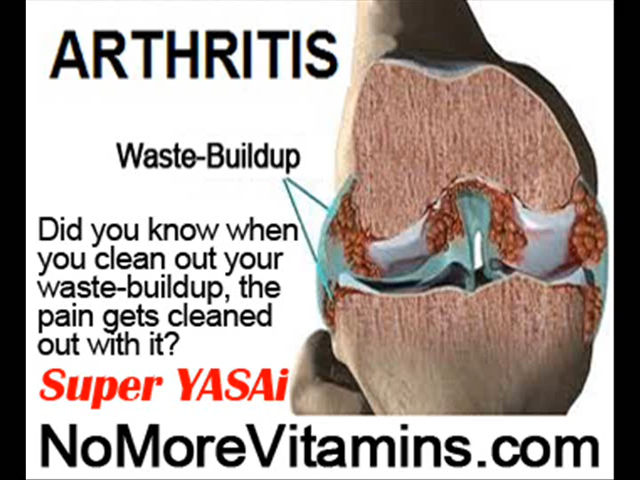 ARTHRITIS
Waste-Buildup
Did you know when
you clean out your
waste-buildup, the
pain gets cleaned
out with it?
Super YASAi
NoMoreVitamins.com